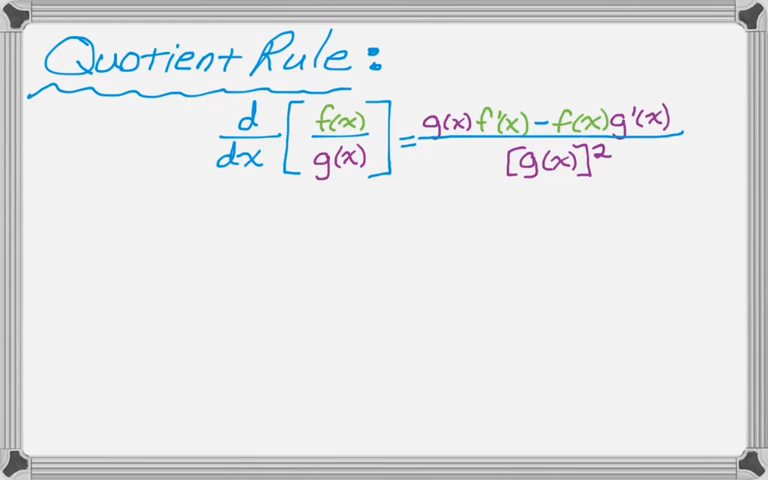 Quotient Rule:
d/dx [f(x)/g(x)] = g(x)f'(x) - f(x)g'(x)/[g(x)]²